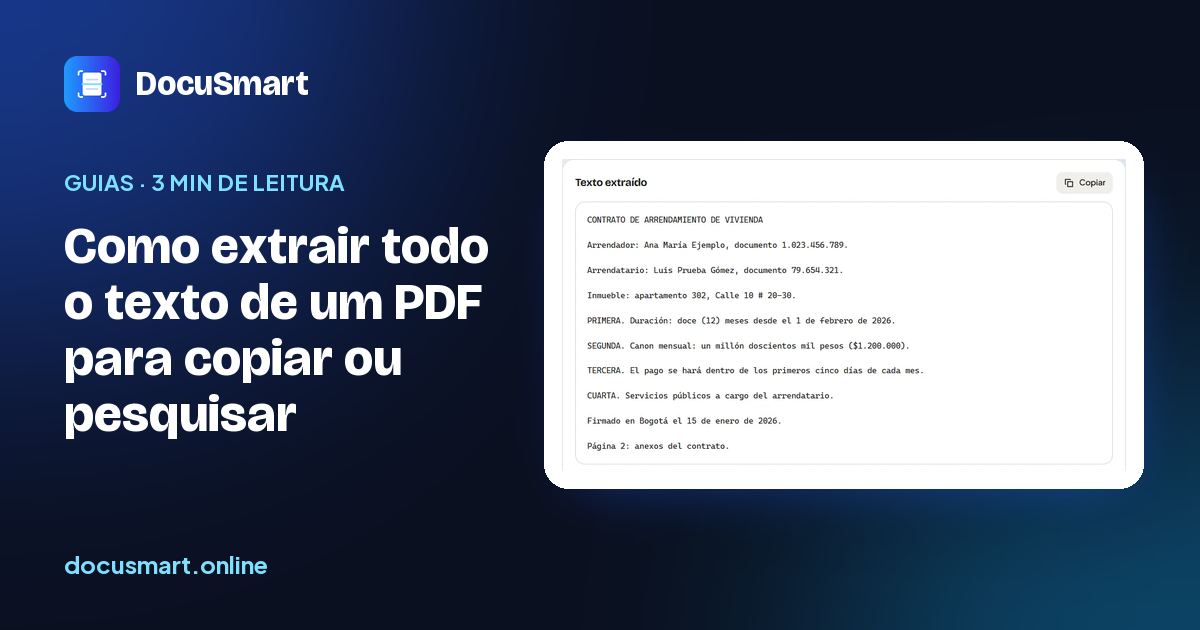 DocuSmart
GUIAS · 3 MIN DE LEITURA
Como extrair todo
o texto de um PDF
para copiar ou
pesquisar
docusmart.online
Texto extraído
Copiar
CONTRATO DE ARRENDAMIENTO DE VIVIENDA
Arrendador: Ana María Ejemplo, documento 1.023.456.789.
Arrendatario: Luis Prueba Gómez, documento 79.654.321.
Inmueble: apartamento 302, Calle 10 # 20-30.
PRIMERA. Duración: doce (12) meses desde el 1 de febrero de 2026.
SEGUNDA. Canon mensual: un millón doscientos mil pesos ($1.200.000).
TERCERA. El pago se hará dentro de los primeros cinco días de cada mes.
CUARTA. Servicios públicos a cargo del arrendatario.
Firmado en Bogotá el 15 de enero de 2026.
Página 2: anexos del contrato.